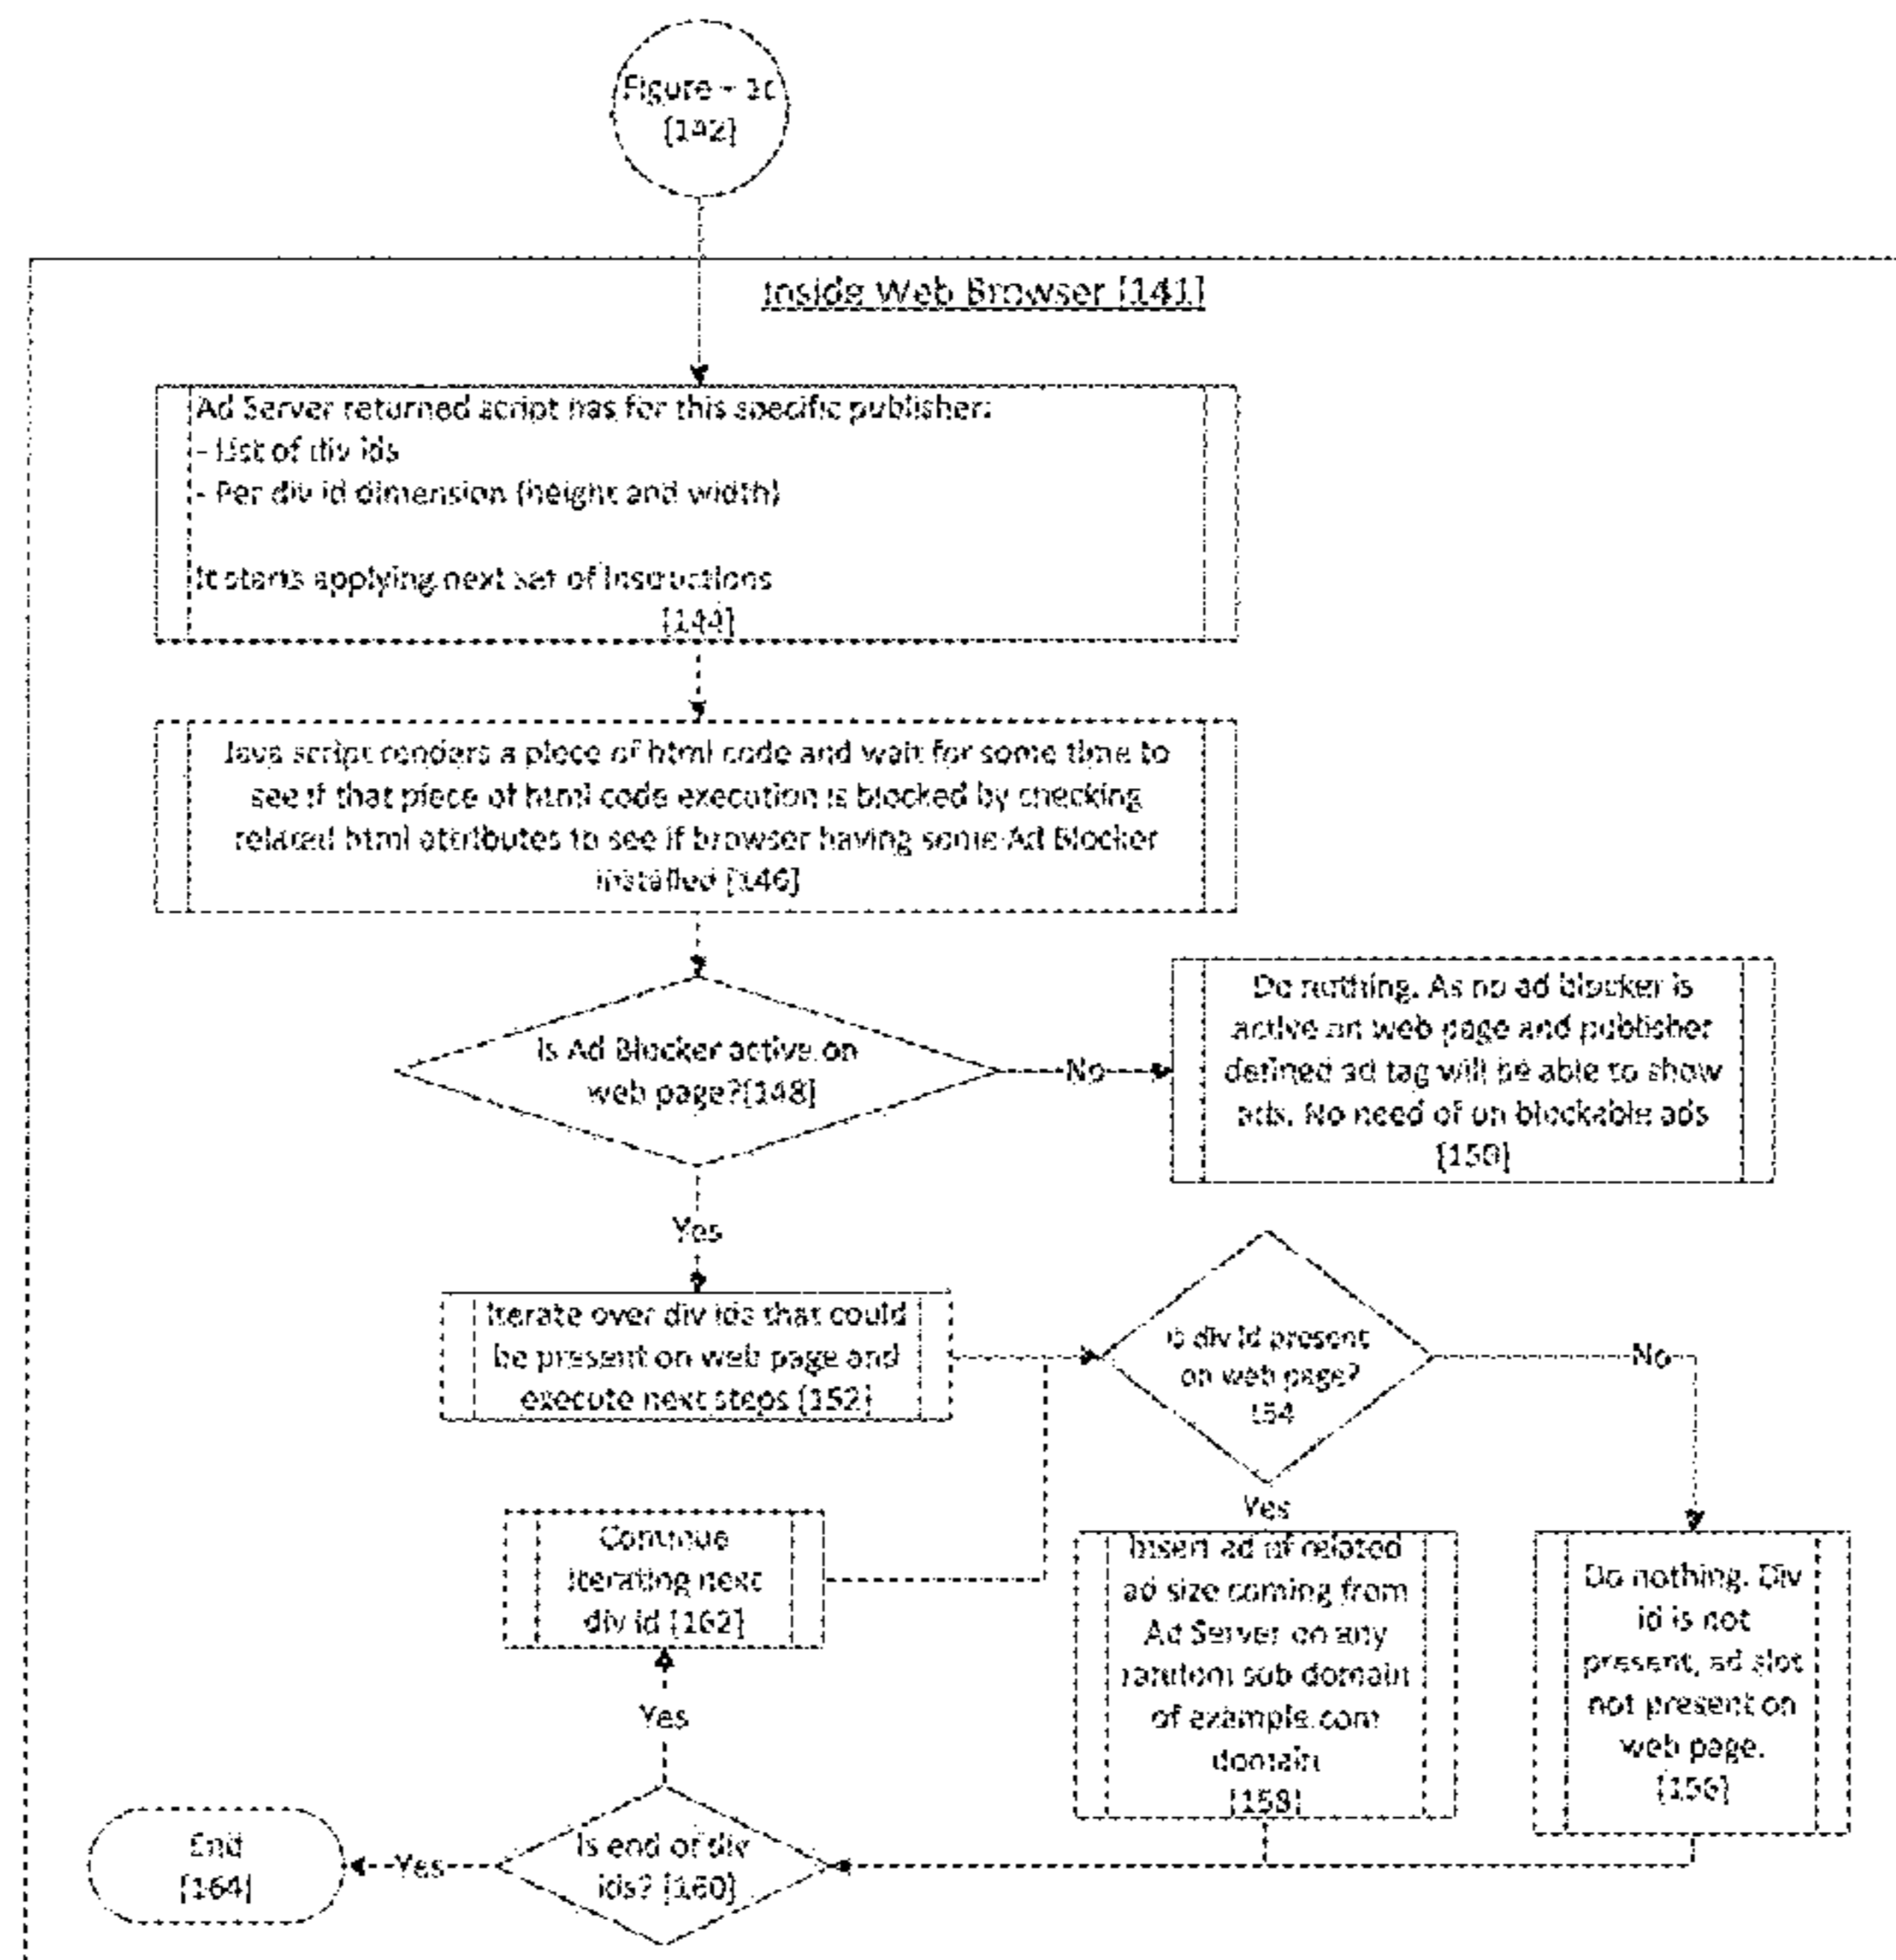 Figure - 1c
[142]
Inside Web Browser [141]
Ad Server returned script has for this specific publisher:
- List of div ids
- Per div id dimension (height and width)
It starts applying next set of instructions
[144]
Java script renders a piece of html code and wait for some time to
see if that piece of html code execution is blocked by checking
related html attributes to see if browser having some Ad Blocker
installed [146]
Is Ad Blocker active on
web page?[148]
No
Do nothing. As no ad blocker is
active on web page and publisher
defined ad tag will be able to show
ads. No need of un blockable ads
[150]
Yes
Iterate over div ids that could
be present on web page and
execute next steps [152]
Is div id present
on web page?
154
No
Yes
Continue
iterating next
div id [162]
Insert ad of related
ad size coming from
Ad Server on any
random sub domain
of example.com
domain
[158]
Do nothing. Div
id is not
present, ad slot
not present on
web page.
[156]
Yes
Is end of div
ids? [160]
Yes
End
[164]